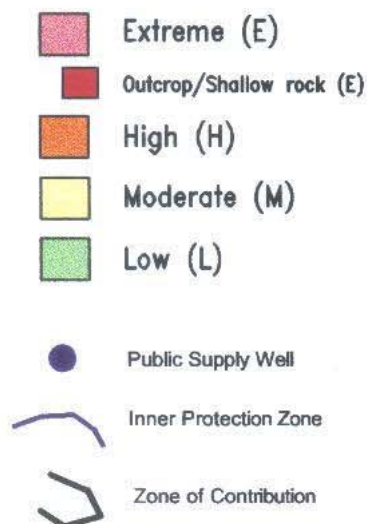 Extreme (E)
Outcrop/Shallow rock (E)
High (H)
Moderate (M)
Low (L)
Public Supply Well
Inner Protection Zone
Zone of Contribution